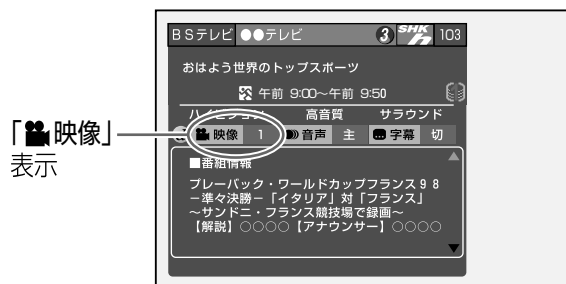 BSテレビ ●●テレビ 3 SHK h 103
おはよう世界のトップスポーツ
午前 9:00～午前 9:50
ハイビジョン 高音質 サラウンド
映像 1 音声 主 字幕 切
「映像」
表示
■番組情報
プレーバック・ワールドカップフランス98
－準々決勝－「イタリア」対「フランス」
～サンドニ・フランス競技場で録画～
【解説】○○○○【アナウンサー】○○○○